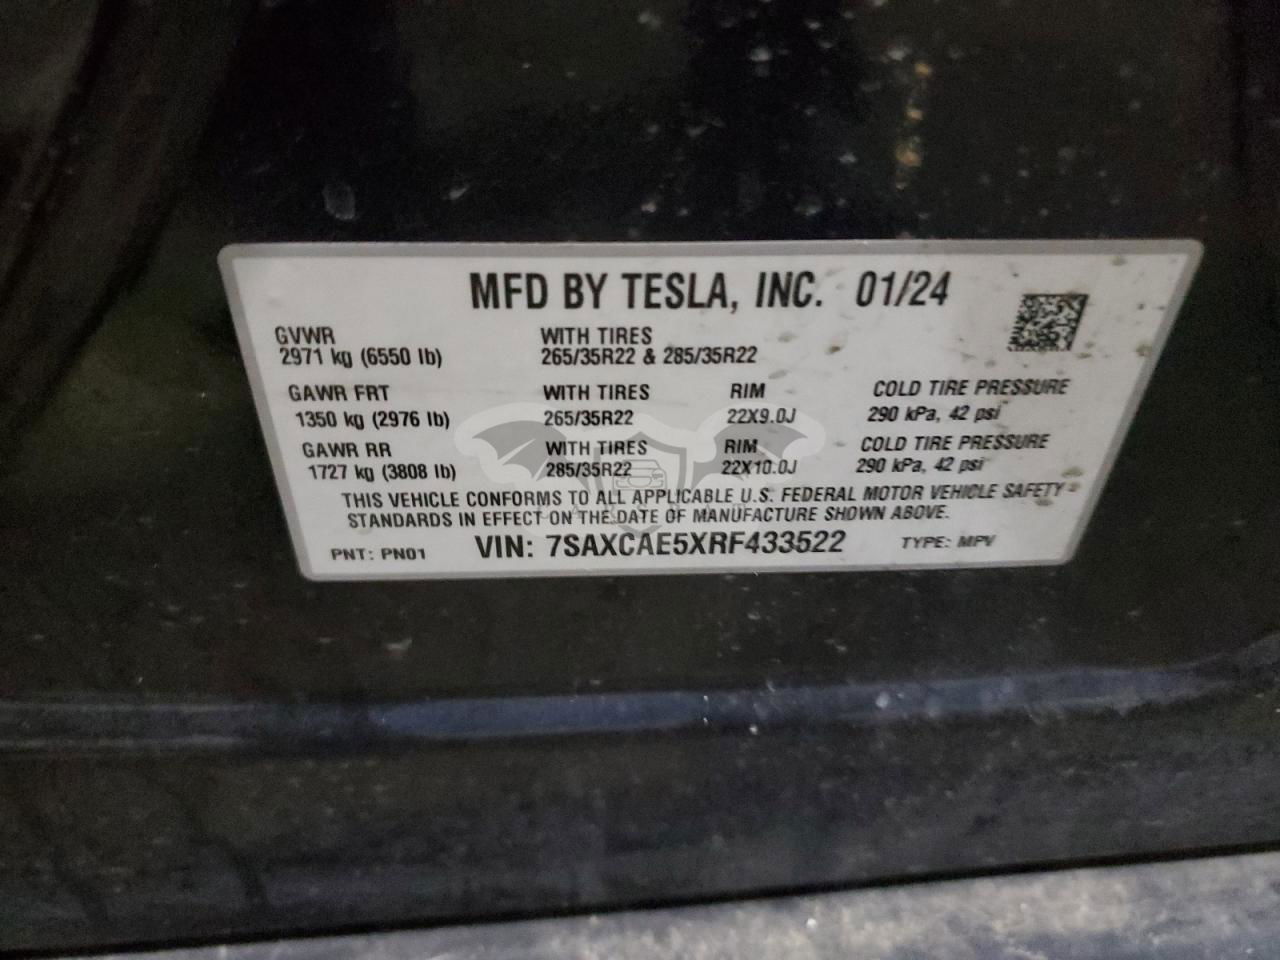 MFD BY TESLA, INC. 01/24
GVWR WITH TIRES
2971 kg (6550 lb) 265/35R22 & 285/35R22
GAWR FRT WITH TIRES RIM COLD TIRE PRESSURE
1350 kg (2976 lb) 265/35R22 22X9.0J 290 kPa, 42 psi
GAWR RR WITH TIRES RIM COLD TIRE PRESSURE
1727 kg (3808 lb) 285/35R22 22X10.0J 290 kPa, 42 psi
THIS VEHICLE CONFORMS TO ALL APPLICABLE U.S. FEDERAL MOTOR VEHICLE SAFETY
STANDARDS IN EFFECT ON THE DATE OF MANUFACTURE SHOWN ABOVE.
PNT: PN01 VIN: 7SAXCAE5XRF433522 TYPE: MPV